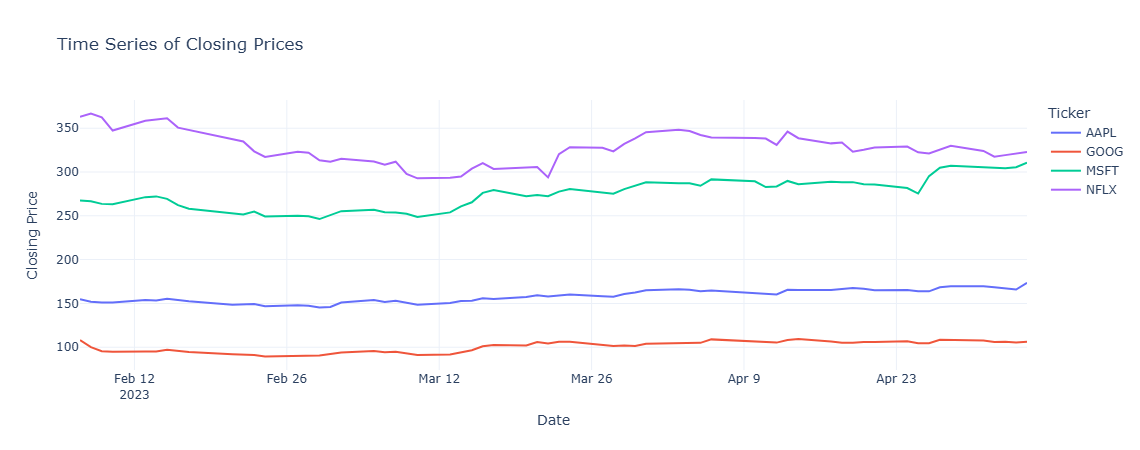 Time Series of Closing Prices
Closing Price
350
300
250
200
150
100
Feb 12
2023
Feb 26
Mar 12
Mar 26
Apr 9
Apr 23
Date
Ticker
AAPL
GOOG
MSFT
NFLX